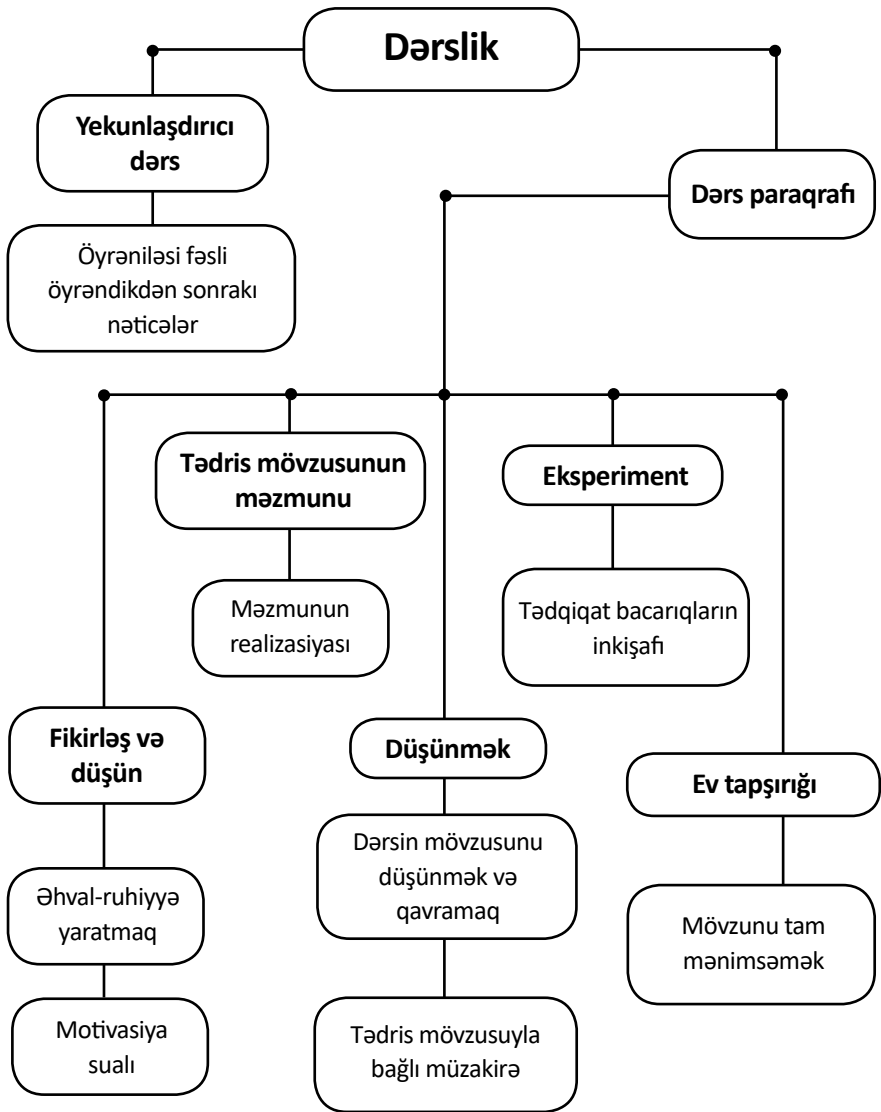 Dərslik
Yekunlaşdırıcı
dərs
Öyrəniləsi fəsli
öyrəndikdən sonrakı
nəticələr
Dərs paraqrafı
Tədris mövzusunun
məzmunu
Məzmunun
realizasiyası
Eksperiment
Tədqiqat bacarıqların
inkişafı
Fikirləş və
düşün
Əhval-ruhiyyə
yaratmaq
Motivasiya
sualı
Düşünmək
Dərsin mövzusunu
düşünmək və
qavramaq
Tədris mövzusuyla
bağlı müzakirə
Ev tapşırığı
Mövzunu tam
mənimsəmək